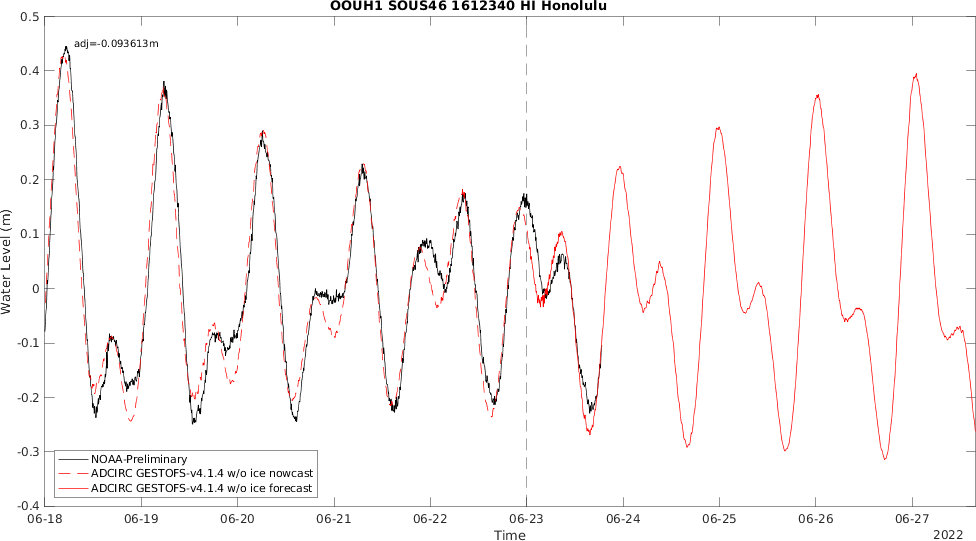 OOUH1 SOUS46 1612340 HI Honolulu
adj=-0.093613m
0.5
0.4
0.3
0.2
0.1
0
-0.1
-0.2
-0.3
-0.4
Water Level (m)
NOAA-Preliminary
ADCIRC GESTOFS-v4.1.4 w/o ice nowcast
ADCIRC GESTOFS-v4.1.4 w/o ice forecast
06-18 06-19 06-20 06-21 06-22 06-23 06-24 06-25 06-26 06-27
Time
2022